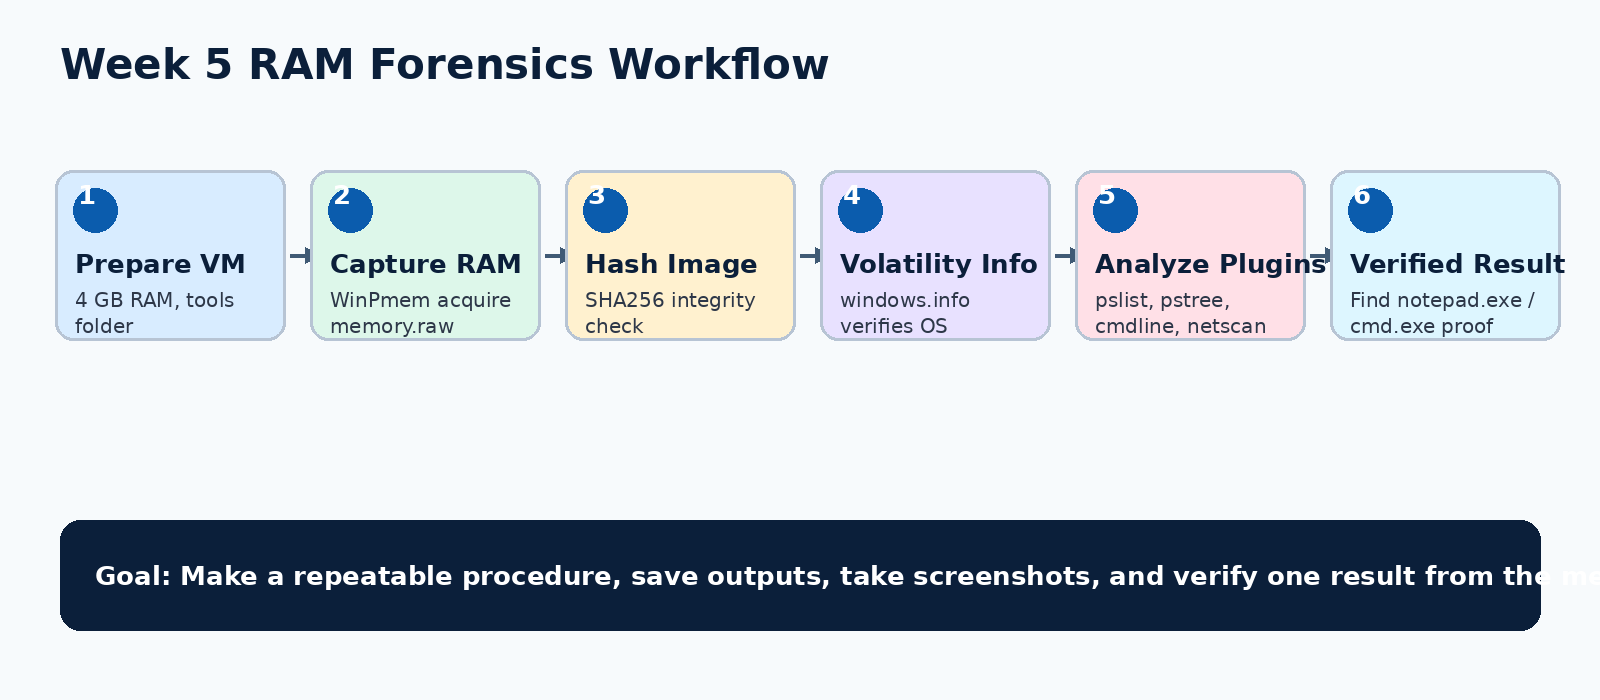 Week 5 RAM Forensics Workflow
1
Prepare VM
4 GB RAM, tools
folder
2
Capture RAM
WinPmem acquire
memory.raw
3
Hash Image
SHA256 integrity
check
4
Volatility Info
windows.info
verifies OS
5
Analyze Plugins
pslist, pstree,
cmdline, netscan
6
Verified Result
Find notepad.exe /
cmd.exe proof
Goal: Make a repeatable procedure, save outputs, take screenshots, and verify one result from the